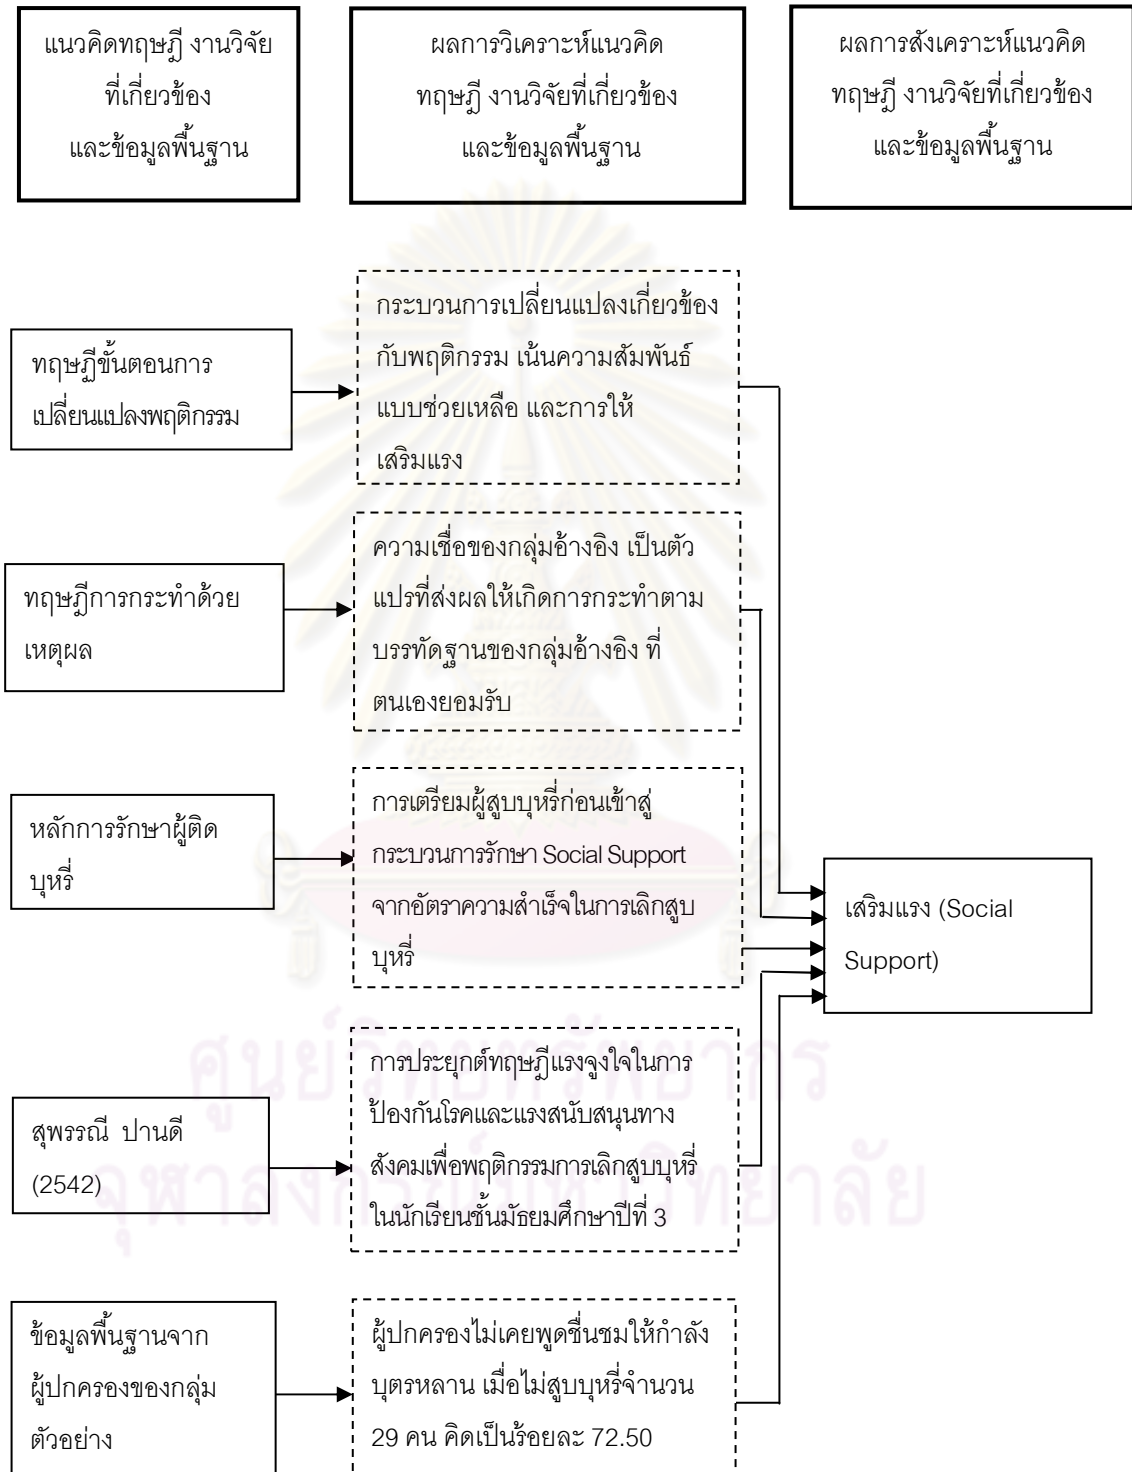 แนวคิดทฤษฎี งานวิจัย
ที่เกี่ยวข้อง
และข้อมูลพื้นฐาน
ผลการวิเคราะห์แนวคิด
ทฤษฎี งานวิจัยที่เกี่ยวข้อง
และข้อมูลพื้นฐาน
ผลการสังเคราะห์แนวคิด
ทฤษฎี งานวิจัยที่เกี่ยวข้อง
และข้อมูลพื้นฐาน
ทฤษฎีขั้นตอนการ
เปลี่ยนแปลงพฤติกรรม
กระบวนการเปลี่ยนแปลงเกี่ยวข้อง
กับพฤติกรรม เน้นความสัมพันธ์
แบบช่วยเหลือ และการให้
เสริมแรง
ทฤษฎีการกระทำด้วย
เหตุผล
ความเชื่อของกลุ่มอ้างอิง เป็นตัว
แปรที่ส่งผลให้เกิดการกระทำตาม
บรรทัดฐานของกลุ่มอ้างอิง ที่
ตนเองยอมรับ
หลักการรักษาผู้ติด
บุหรี่
การเตรียมผู้สูบบุหรี่ก่อนเข้าสู่
กระบวนการรักษา Social Support
จากอัตราความสำเร็จในการเลิกสูบ
บุหรี่
เสริมแรง (Social
Support)
สุพรรณี ปานดี
(2542)
การประยุกต์ทฤษฎีแรงจูงใจในการ
ป้องกันโรคและแรงสนับสนุนทาง
สังคมเพื่อพฤติกรรมการเลิกสูบบุหรี่
ในนักเรียนชั้นมัธยมศึกษาปีที่ 3
ข้อมูลพื้นฐานจาก
ผู้ปกครองของกลุ่ม
ตัวอย่าง
ผู้ปกครองไม่เคยพูดชื่นชมให้กำลัง
บุตรหลาน เมื่อไม่สูบบุหรี่จำนวน
29 คน คิดเป็นร้อยละ 72.50
ศูนย์วิทยทรัพยากร
จุฬาลงกรณ์มหาวิทยาลัย